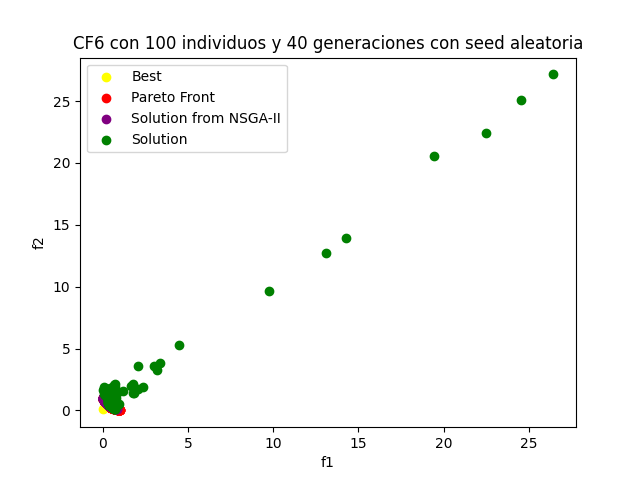 CF6 con 100 individuos y 40 generaciones con seed aleatoria
Best
Pareto Front
Solution from NSGA-II
Solution
25
20
15
10
5
0
f2
0 5 10 15 20 25
f1